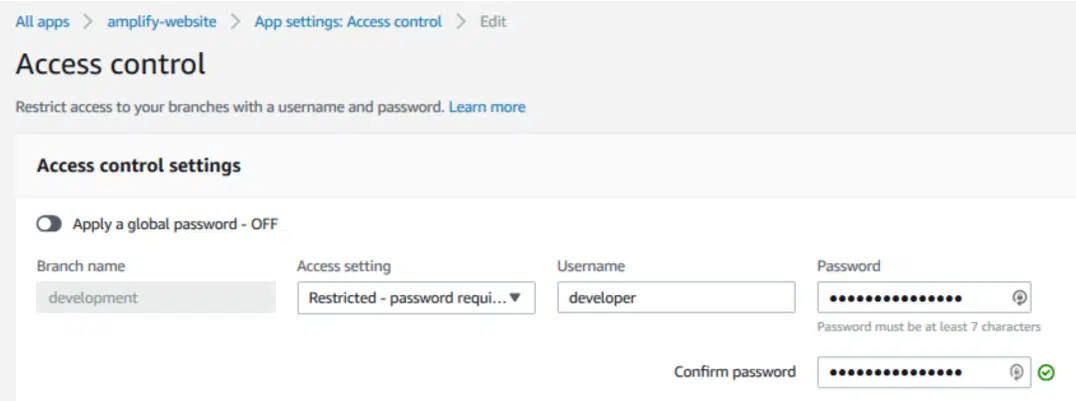 All apps > amplify-website > App settings: Access control > Edit
Access control
Restrict access to your branches with a username and password. Learn more
Access control settings
Apply a global password - OFF
Branch name Access setting Username Password
development Restricted - password requi... developer •••••••••••••••
Password must be at least 7 characters
Confirm password •••••••••••••••